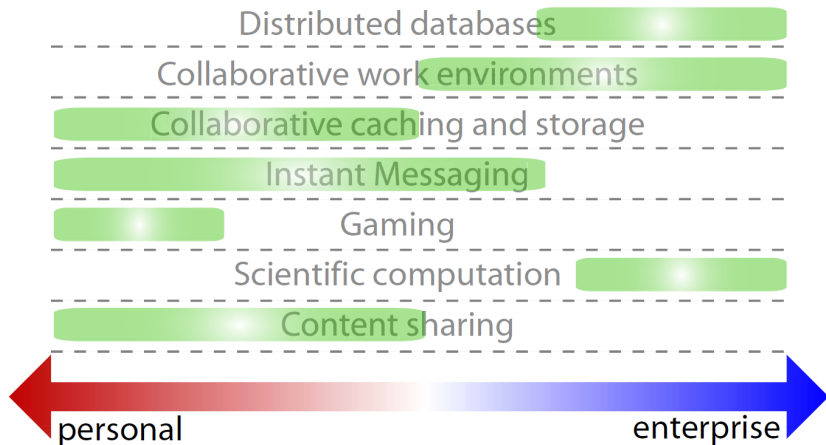 Distributed databases
Collaborative work environments
Collaborative caching and storage
Instant Messaging
Gaming
Scientific computation
Content sharing
personal
enterprise